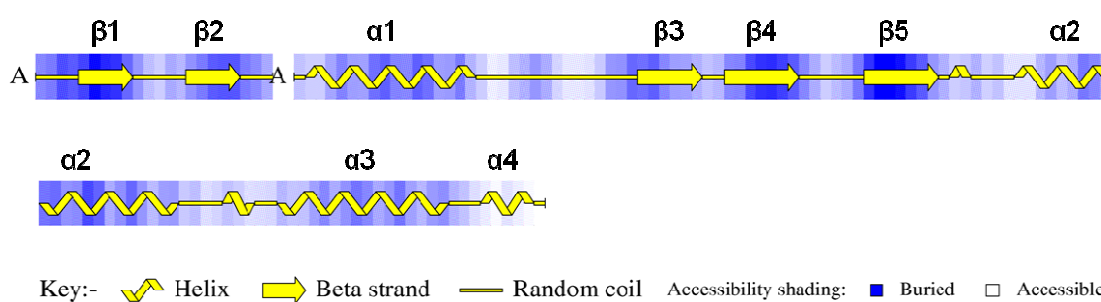 β1 β2 α1 β3 β4 β5 α2
A A
α2 α3 α4
Key:- Helix Beta strand Random coil Accessibility shading: Buried Accessible